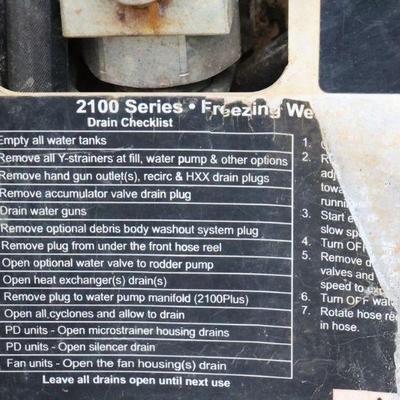 2100 Series • Freezing We
Drain Checklist
Empty all water tanks
Remove all Y-strainers at fill, water pump & other options
Remove hand gun outlet(s), recirc & HXX drain plugs
Remove accumulator valve drain plug
Drain water guns
Remove optional debris body washout system plug
Remove plug from under the front hose reel
Open optional water valve to rodder pump
Open heat exchanger(s) drain(s)
Remove plug to water pump manifold (2100Plus)
Open all cyclones and allow to drain
PD units - Open microstrainer housing drains
PD units - Open silencer drain
Fan units - Open the fan housing(s) drain
Leave all drains open until next use
1.
2.
towa
runni
3. Start e
slow spe
4. Turn OFF
5. Remove
valves and
speed to
6. Turn OFF wat
7. Rotate hose re
in hose.